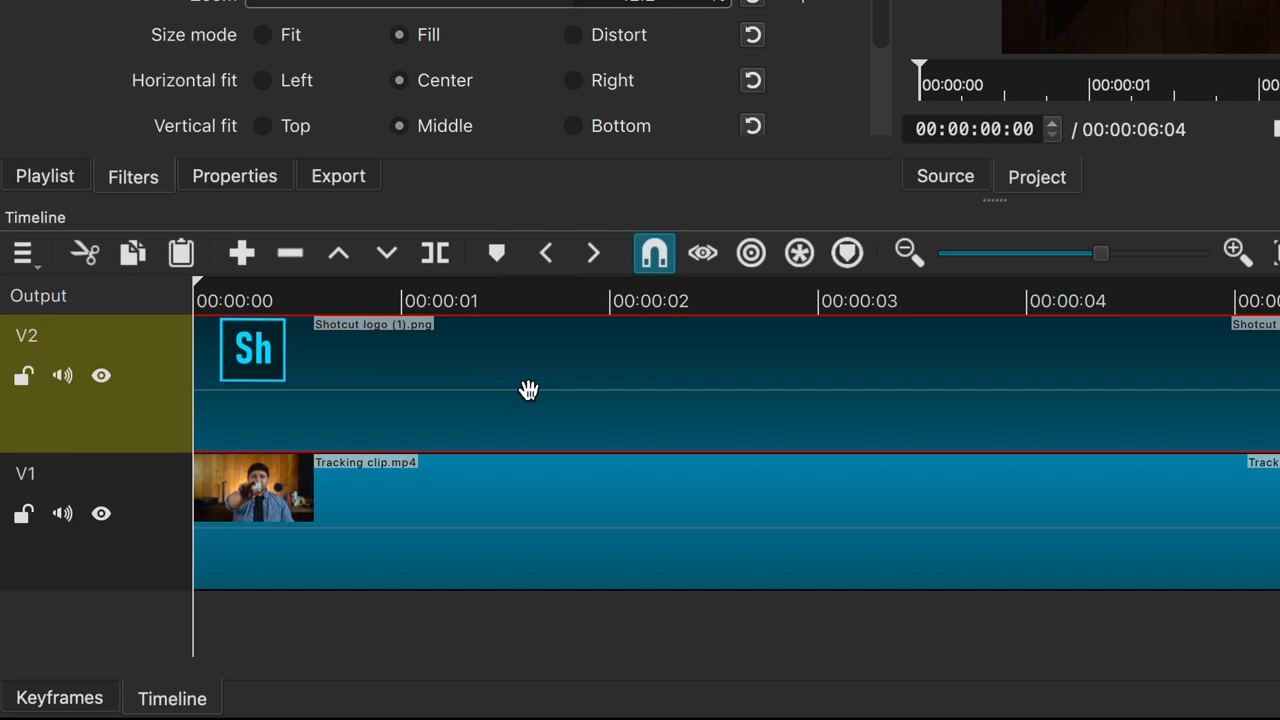 Size mode Fit Fill Distort
Horizontal fit Left Center Right
Vertical fit Top Middle Bottom
00:00:00 00:00:01 00
00:00:00:00 / 00:00:06:04
Playlist Filters Properties Export
Source Project
Timeline
Output
00:00:00 00:00:01 00:00:02 00:00:03 00:00:04 00:0
V2
Sh
Shotcut logo (1).png
Shotcut
V1
Tracking clip.mp4
Track
Keyframes Timeline